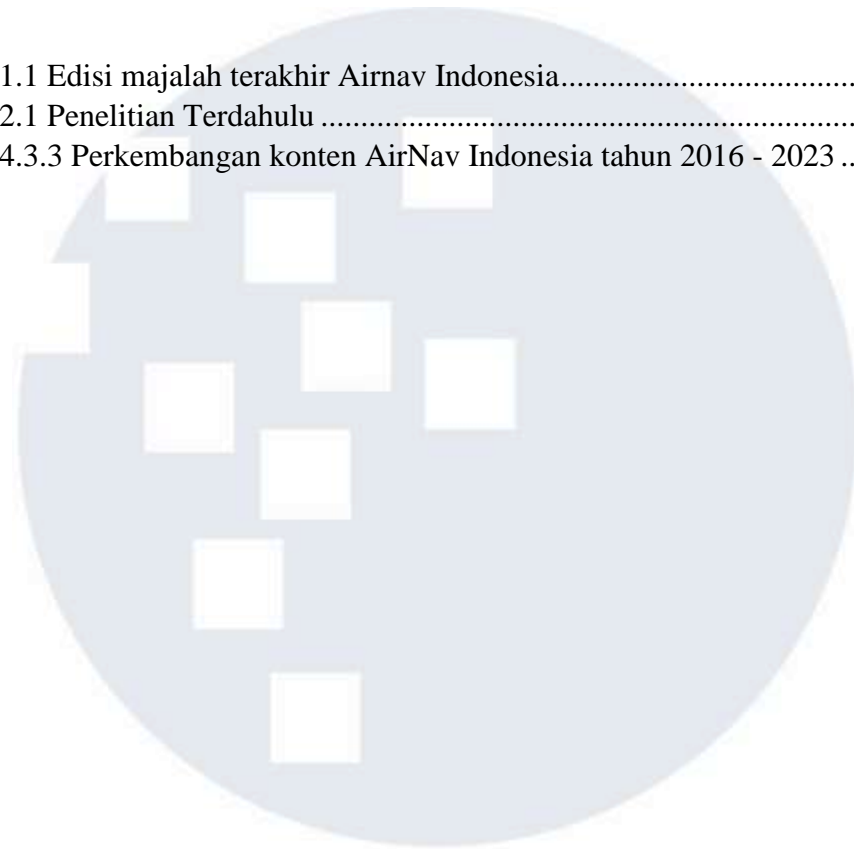 1.1 Edisi majalah terakhir Airnav Indonesia....................................
2.1 Penelitian Terdahulu ..................................................................
4.3.3 Perkembangan konten AirNav Indonesia tahun 2016 - 2023 ..